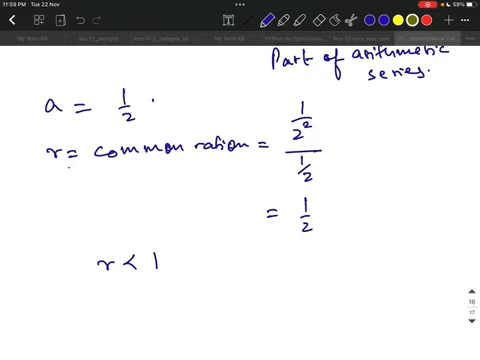 11:59 PM Tue 22 Nov
59%
Part of arithmetic
series.
a = 1/2 .
r = common ration = (1/2²)/(1/2)
= 1/2
r < 1
16
17